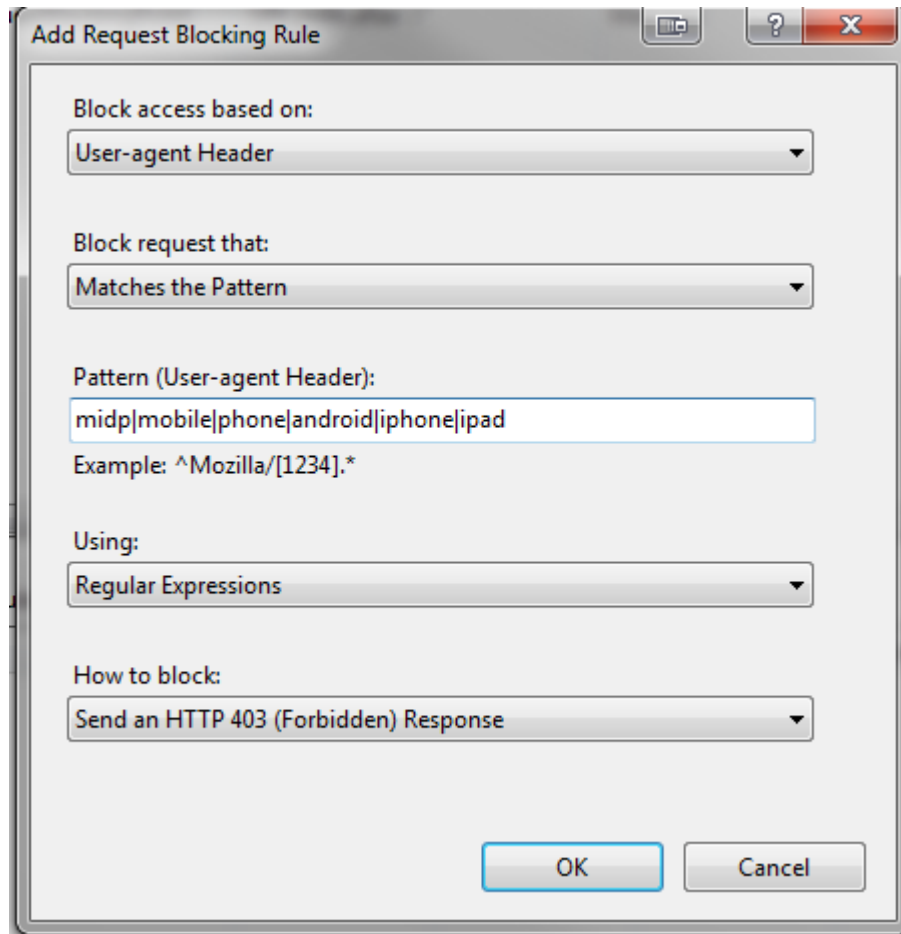 Add Request Blocking Rule
Block access based on:
User-agent Header
Block request that:
Matches the Pattern
Pattern (User-agent Header):
midp|mobile|phone|android|iphone|ipad
Example: ^Mozilla/[1234].*
Using:
Regular Expressions
How to block:
Send an HTTP 403 (Forbidden) Response
OK Cancel